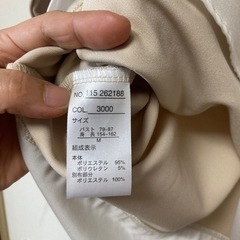 NO 115 262188
COL 3000
サイズ
バスト 79-87
身 長 154-162
M
組成表示
本体
ポリエステル 95%
ポリウレタン 5%
別布部分
ポリエステル 100%